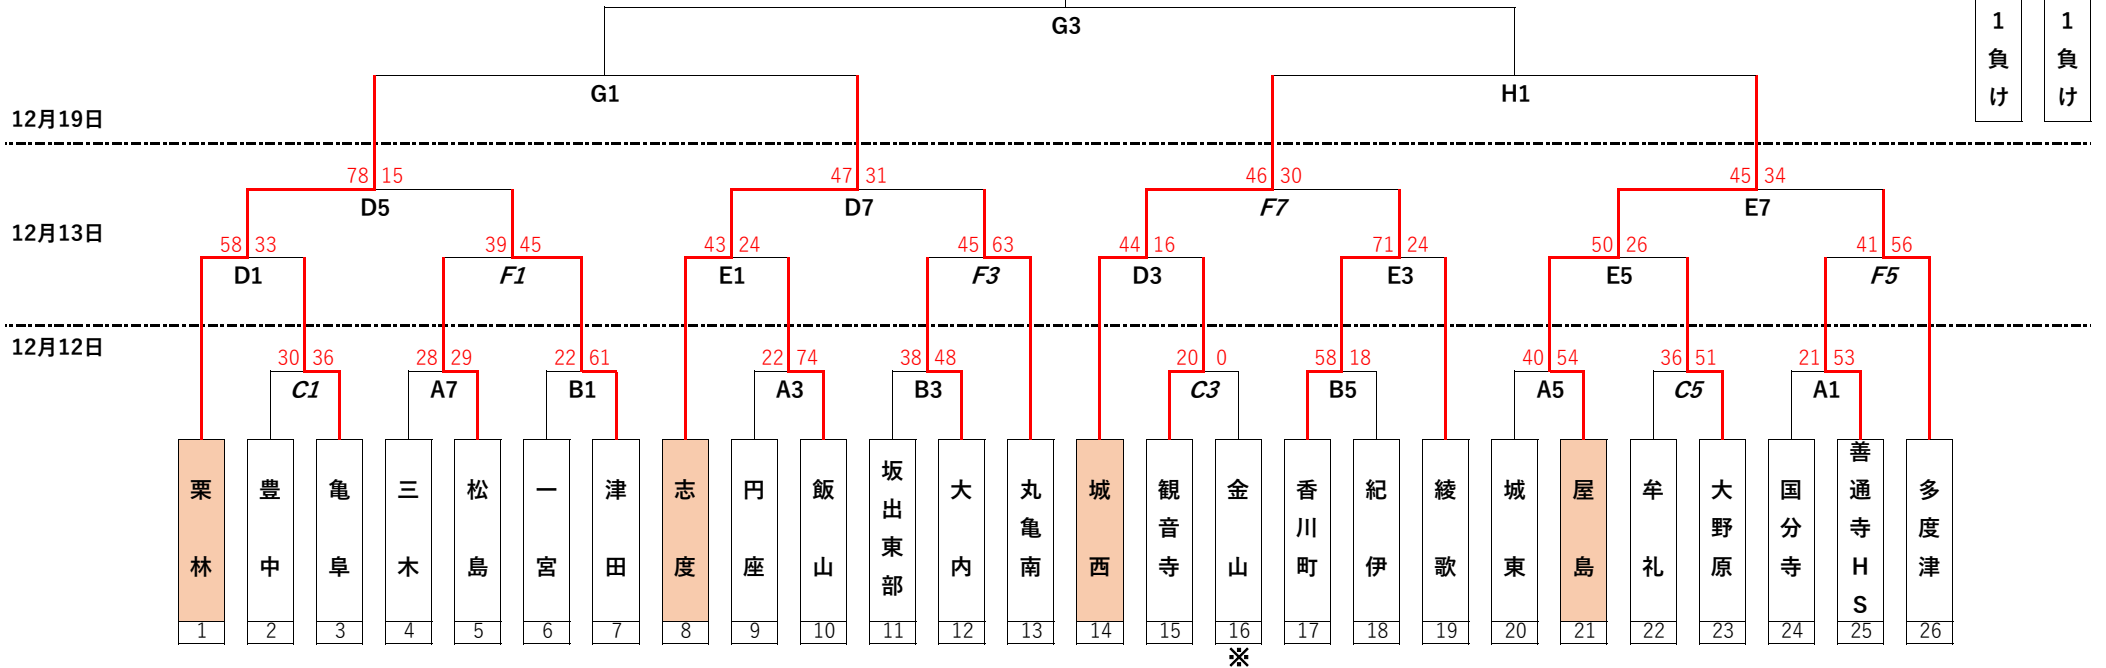 G3
1負け
1負け
G1
H1
12月19日
78 15
47 31
46 30
45 34
D5
D7
F7
E7
12月13日
58 33
39 45
43 24
45 63
44 16
71 24
50 26
41 56
D1
F1
E1
F3
D3
E3
E5
F5
12月12日
30 36
28 29
22 61
22 74
38 48
20 0
58 18
40 54
36 51
21 53
C1
A7
B1
A3
B3
C3
B5
A5
C5
A1
栗林
豊中
亀阜
三木
松島
一宮
津田
志度
円座
飯山
坂出東部
大内
丸亀南
城西
観音寺
金山
香川町
紀伊
綾歌
城東
屋島
牟礼
大野原
国分寺
善通寺HS
多度津
1 2 3 4 5 6 7 8 9 10 11 12 13 14 15 16 17 18 19 20 21 22 23 24 25 26
※